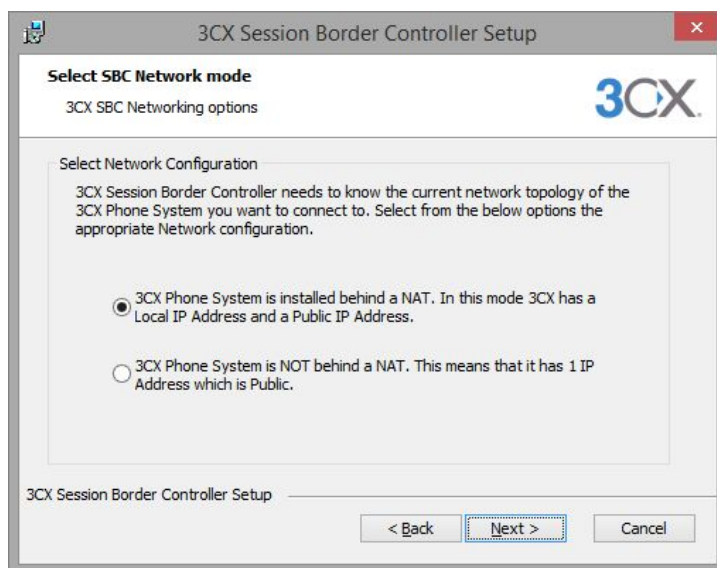 3CX Session Border Controller Setup
Select SBC Network mode
3CX SBC Networking options
3CX.
Select Network Configuration
3CX Session Border Controller needs to know the current network topology of the
3CX Phone System you want to connect to. Select from the below options the
appropriate Network configuration.
3CX Phone System is installed behind a NAT. In this mode 3CX has a
Local IP Address and a Public IP Address.
3CX Phone System is NOT behind a NAT. This means that it has 1 IP
Address which is Public.
3CX Session Border Controller Setup
< Back Next > Cancel